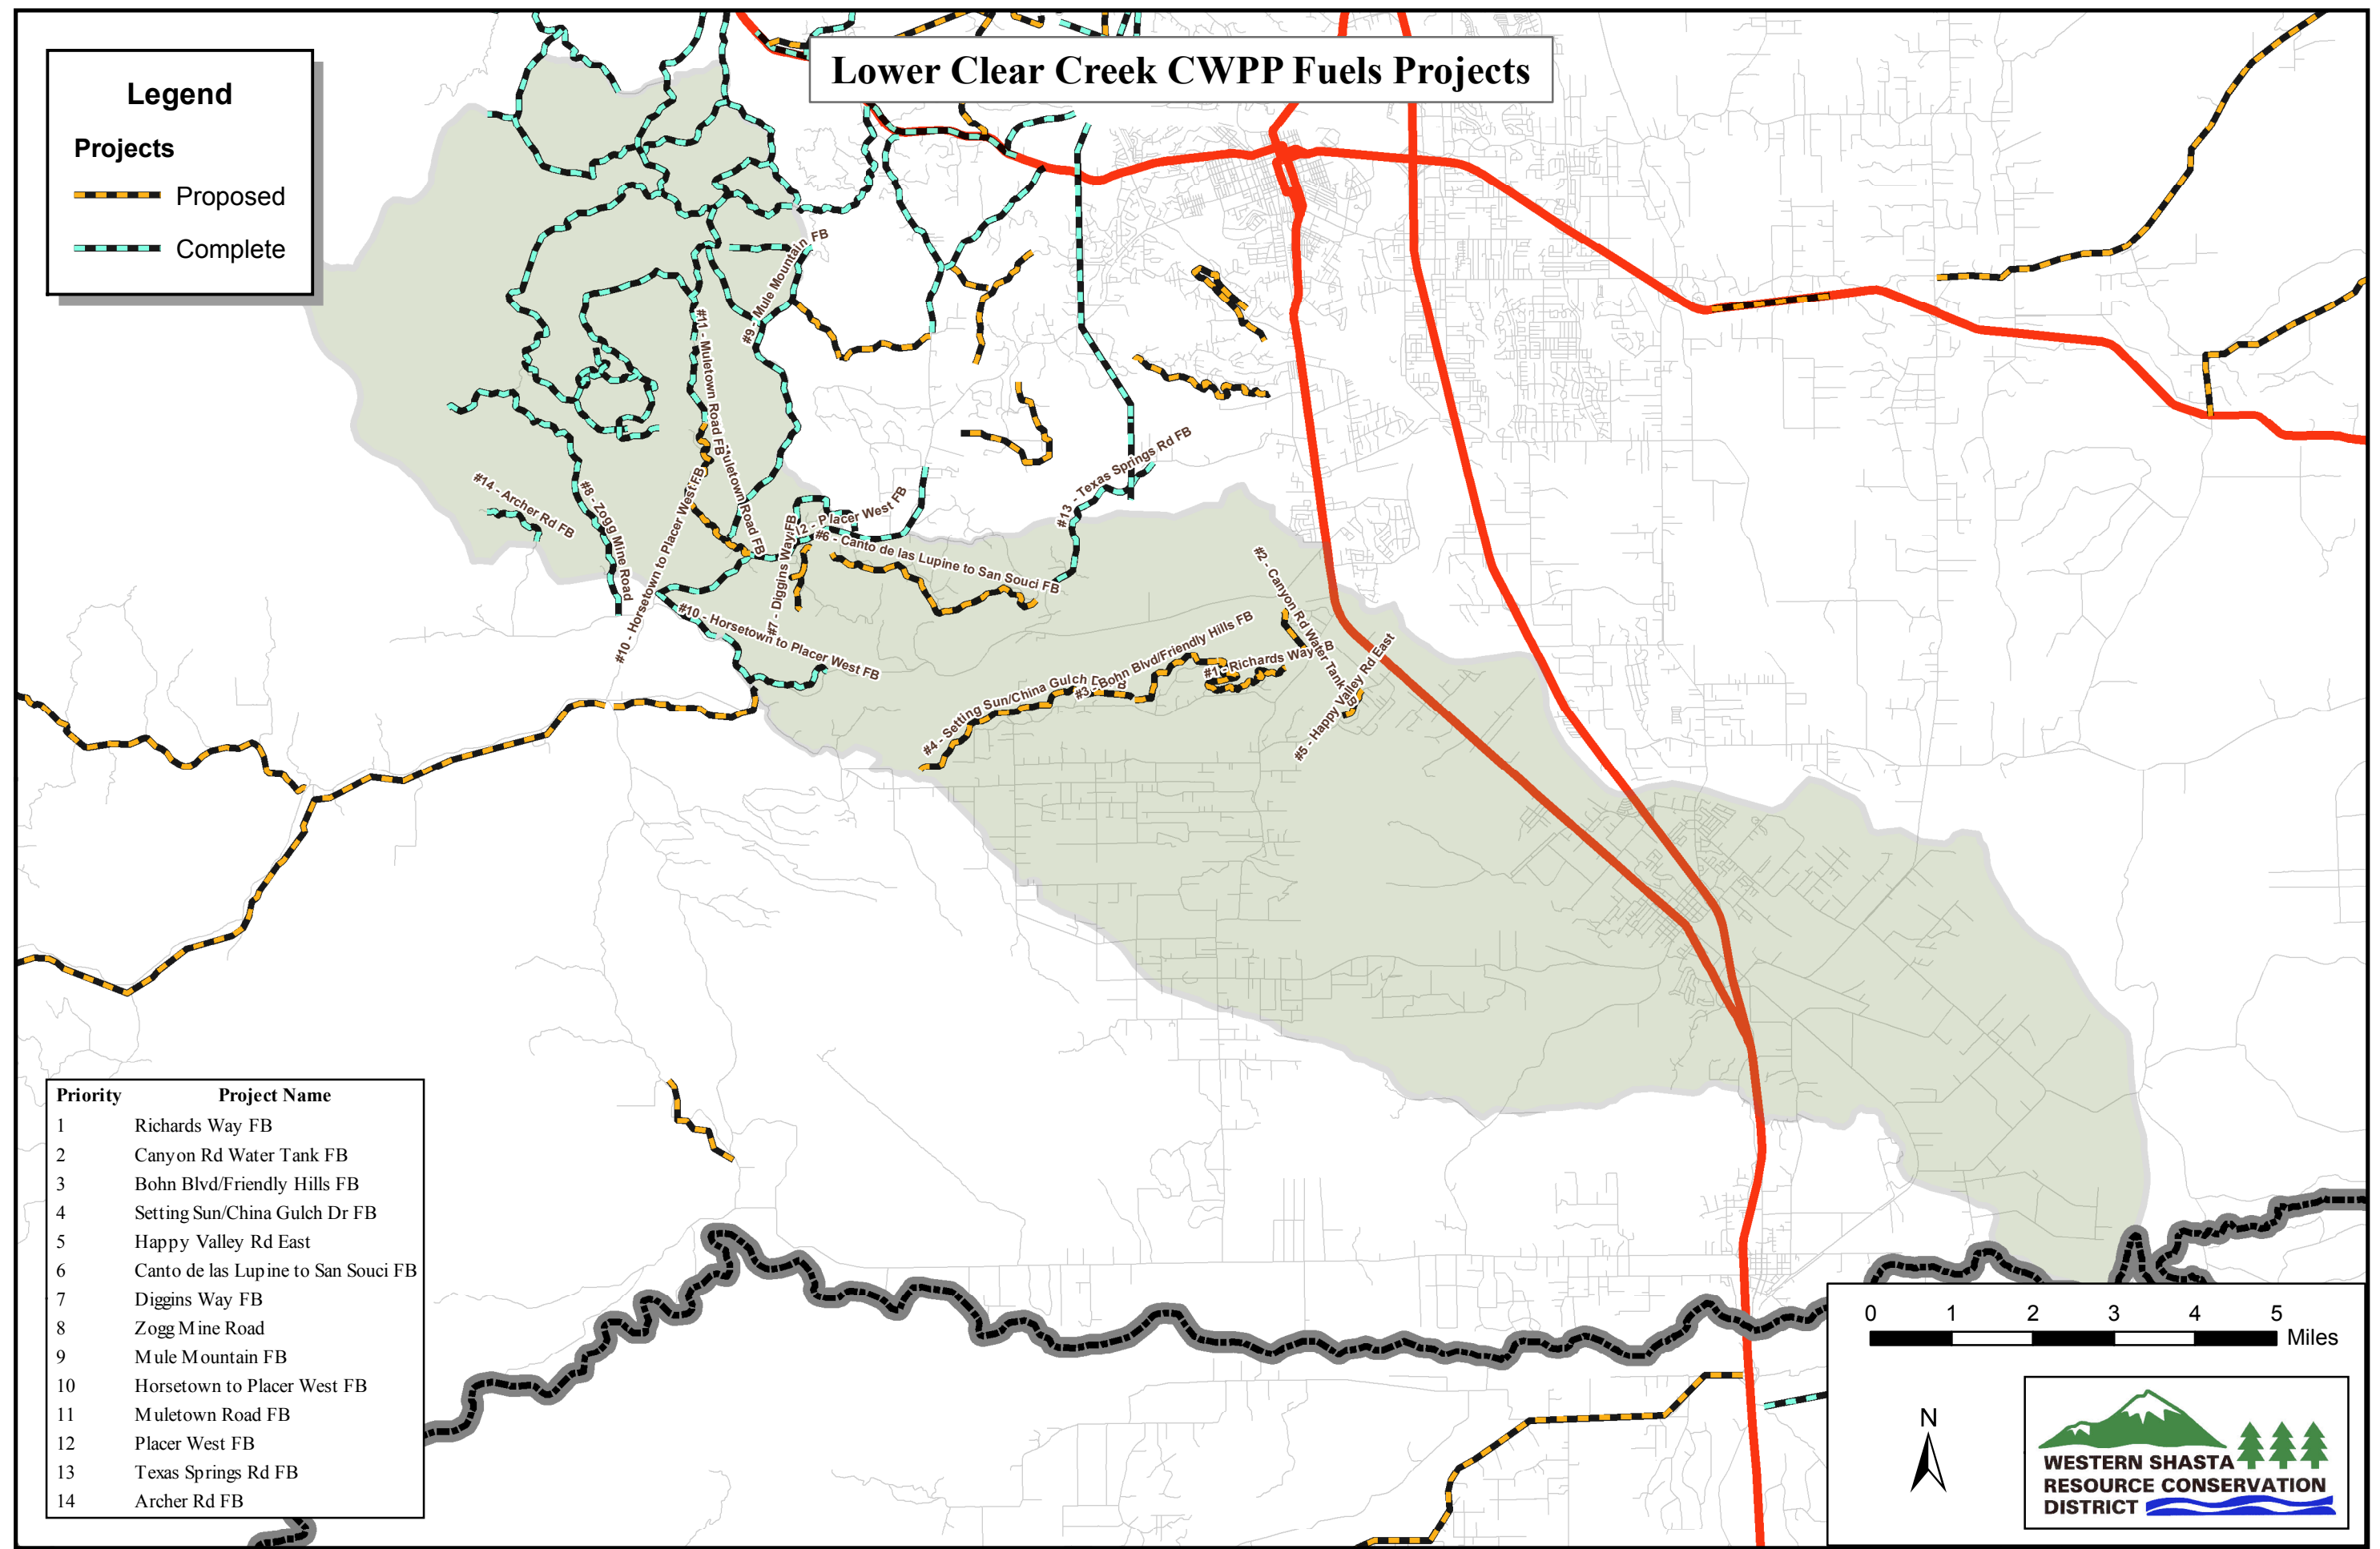 Lower Clear Creek CWPP Fuels Projects
Legend
Projects
Proposed
Complete
#9 - Mule Mountain FB
#11 - Muletown Road FB
Muletown Road FB
#13 - Texas Springs Rd FB
#14 - Archer Rd FB
#8 - Zogg Mine Road
#10 - Horsetown to Placer West FB
- Placer West FB
#6 - Canto de las Lupine to San Souci FB
#7 - Diggins Way FB
#10 - Horsetown to Placer West FB
#2 - Canyon Rd Water Tank FB
#3 - Bohn Blvd/Friendly Hills FB
#1 - Richards Way FB
#4 - Setting Sun/China Gulch
#5 - Happy Valley Rd East
Priority Project Name
1 Richards Way FB
2 Canyon Rd Water Tank FB
3 Bohn Blvd/Friendly Hills FB
4 Setting Sun/China Gulch Dr FB
5 Happy Valley Rd East
6 Canto de las Lupine to San Souci FB
7 Diggins Way FB
8 Zogg Mine Road
9 Mule Mountain FB
10 Horsetown to Placer West FB
11 Muletown Road FB
12 Placer West FB
13 Texas Springs Rd FB
14 Archer Rd FB
0 1 2 3 4 5 Miles
N
WESTERN SHASTA
RESOURCE CONSERVATION
DISTRICT